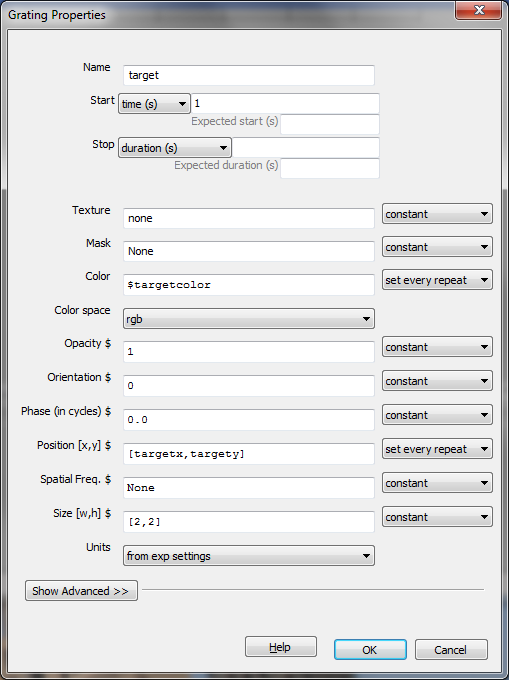 Grating Properties
Name target
Start time (s) 1
Expected start (s)
Stop duration (s)
Expected duration (s)
Texture none constant
Mask None constant
Color $targetcolor set every repeat
Color space rgb
Opacity $ 1 constant
Orientation $ 0 constant
Phase (in cycles) $ 0.0 constant
Position [x,y] $ [targetx,targety] set every repeat
Spatial Freq. $ None constant
Size [w,h] $ [2,2] constant
Units from exp settings
Show Advanced >>
Help OK Cancel